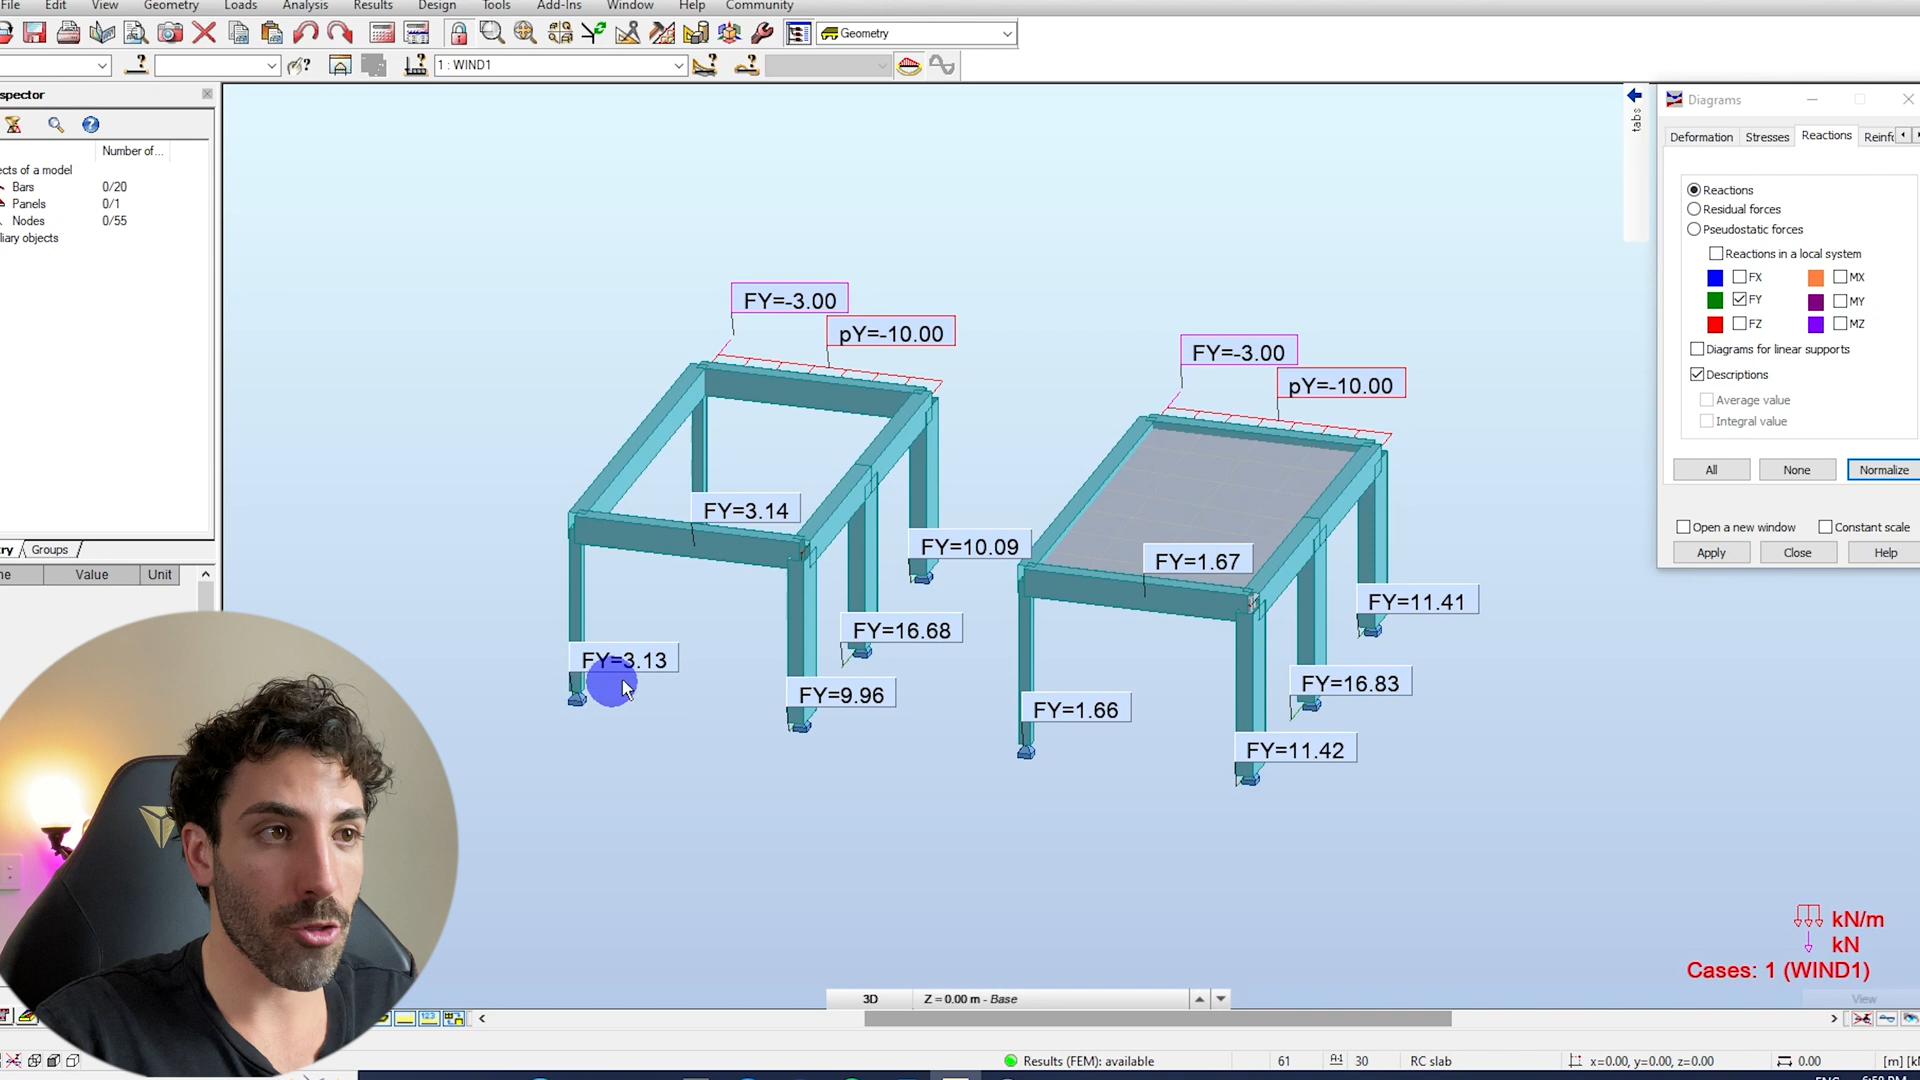 File Edit View Geometry Loads Analysis Results Design Tools Add-Ins Window Help Community
Geometry
1 : WIND1
spector
Number of...
ects of a model
Bars 0/20
Panels 0/1
Nodes 0/55
liary objects
ry Groups
ne Value Unit
tabs
FY=-3.00
pY=-10.00
FY=-3.00
pY=-10.00
FY=3.14
FY=10.09
FY=1.67
FY=11.41
FY=16.68
FY=3.13
FY=9.96
FY=16.83
FY=1.66
FY=11.42
Diagrams
Deformation Stresses Reactions Reinfo
Reactions
Residual forces
Pseudostatic forces
Reactions in a local system
FX MX
FY MY
FZ MZ
Diagrams for linear supports
Descriptions
Average value
Integral value
All None Normalize
Open a new window Constant scale
Apply Close Help
kN/m
kN
Cases: 1 (WIND1)
3D Z = 0.00 m - Base
View
Results (FEM): available 61 30 RC slab x=0.00, y=0.00, z=0.00 0.00 [m] [k